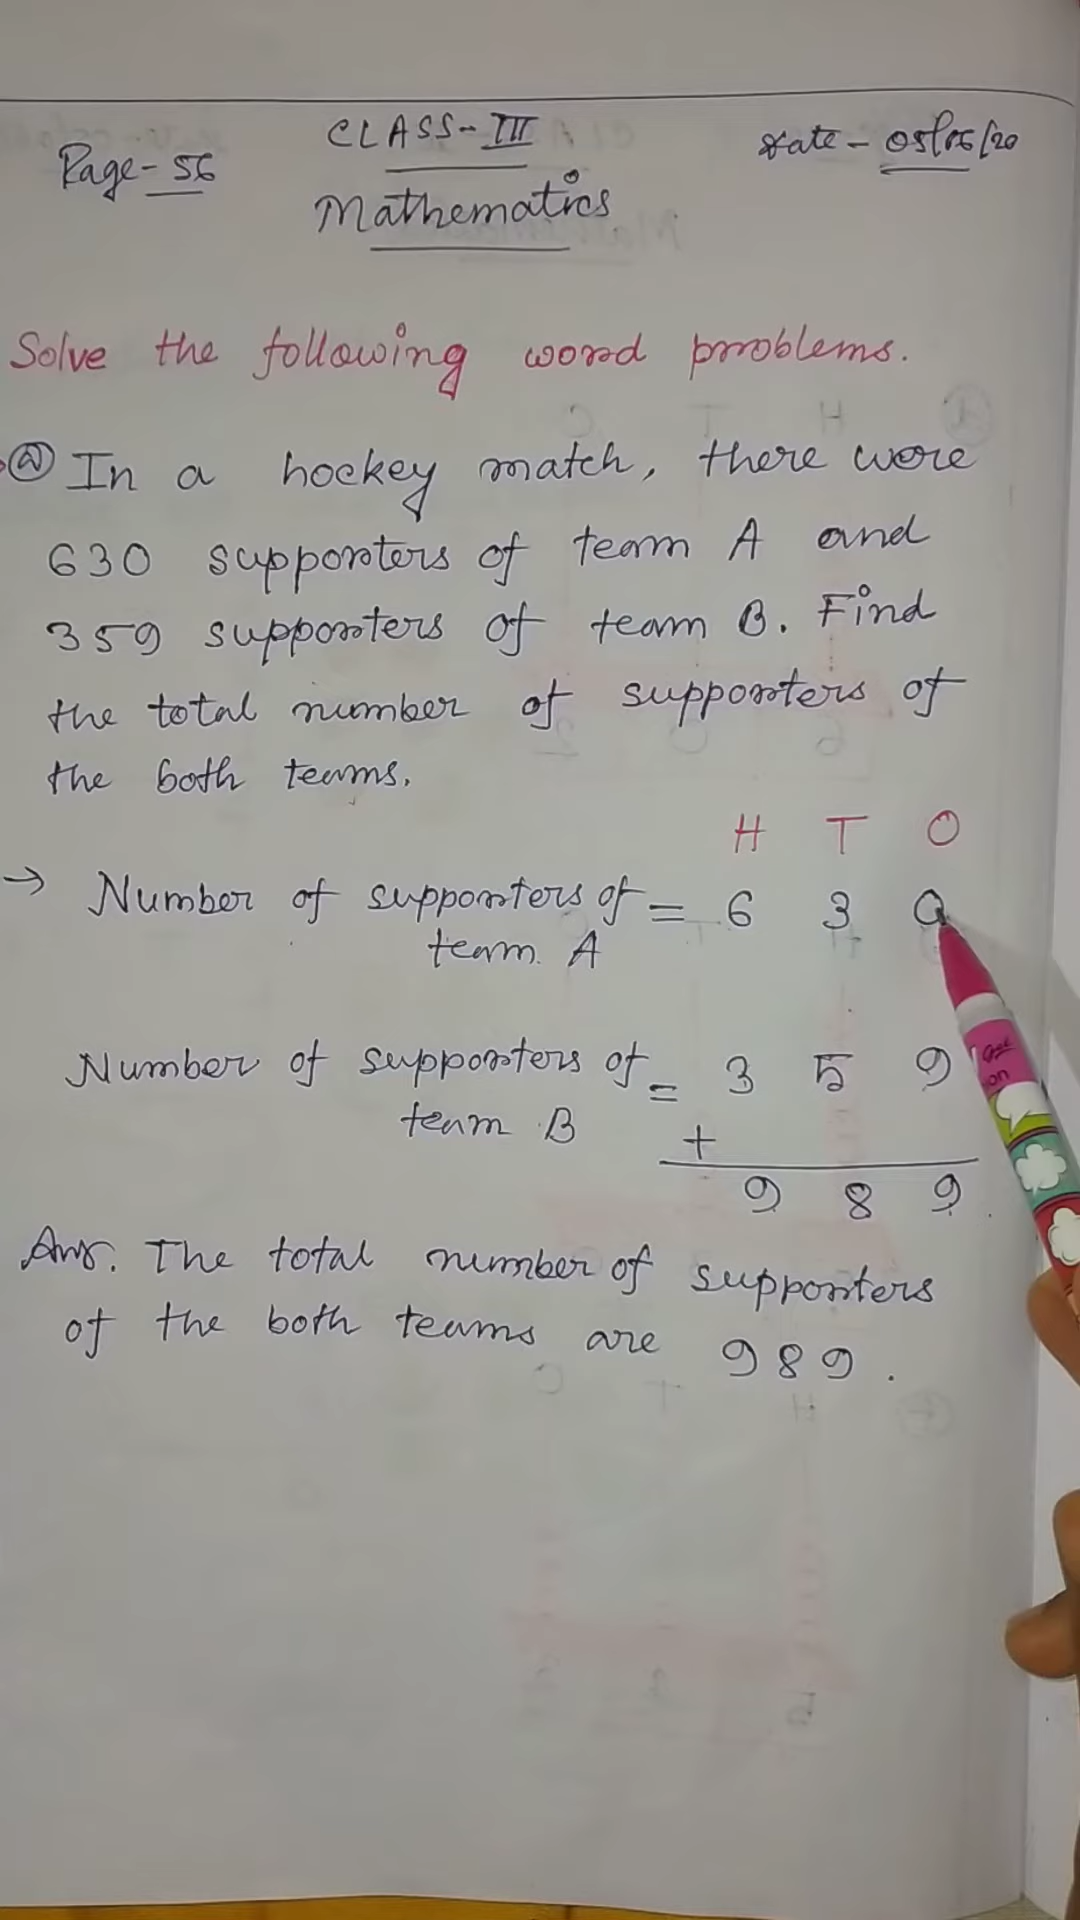 Page-56
CLASS-III
Date - 05/06/20
Mathematics
Solve the following word problems.
a In a hockey match, there were
630 supporters of team A and
359 supporters of team B. Find
the total number of supporters of
the both teams.
H T O
→ Number of supporters of = 6 3 0
team A
Number of supporters of = 3 5 9
team B +
9 8 9
Ans. The total number of supporters
of the both teams are 989.